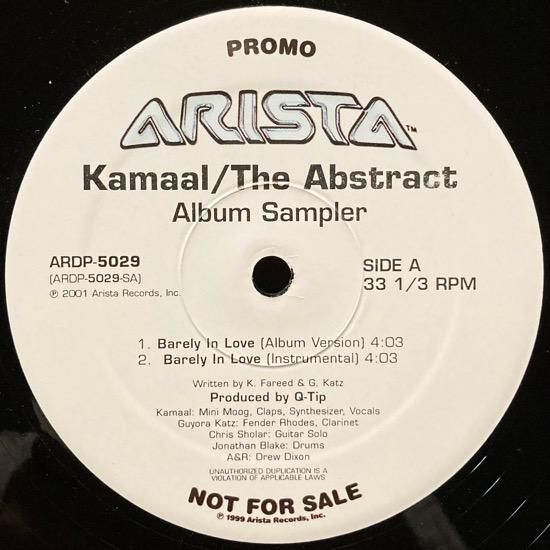 PROMO
ARISTA™
Kamaal/The Abstract
Album Sampler
ARDP-5029
(ARDP-5029-SA)
℗ 2001 Arista Records, Inc.
SIDE A
33 1/3 RPM
1. Barely In Love (Album Version) 4:03
2. Barely In Love (Instrumental) 4:03
Written by K. Fareed & G. Katz
Produced by Q-Tip
Kamaal: Mini Moog, Claps, Synthesizer, Vocals
Guyora Katz: Fender Rhodes, Clarinet
Chris Sholar: Guitar Solo
Jonathan Blake: Drums
A&R: Drew Dixon
UNAUTHORIZED DUPLICATION IS A
VIOLATION OF APPLICABLE LAWS
NOT FOR SALE
℗ 1999 Arista Records, Inc.